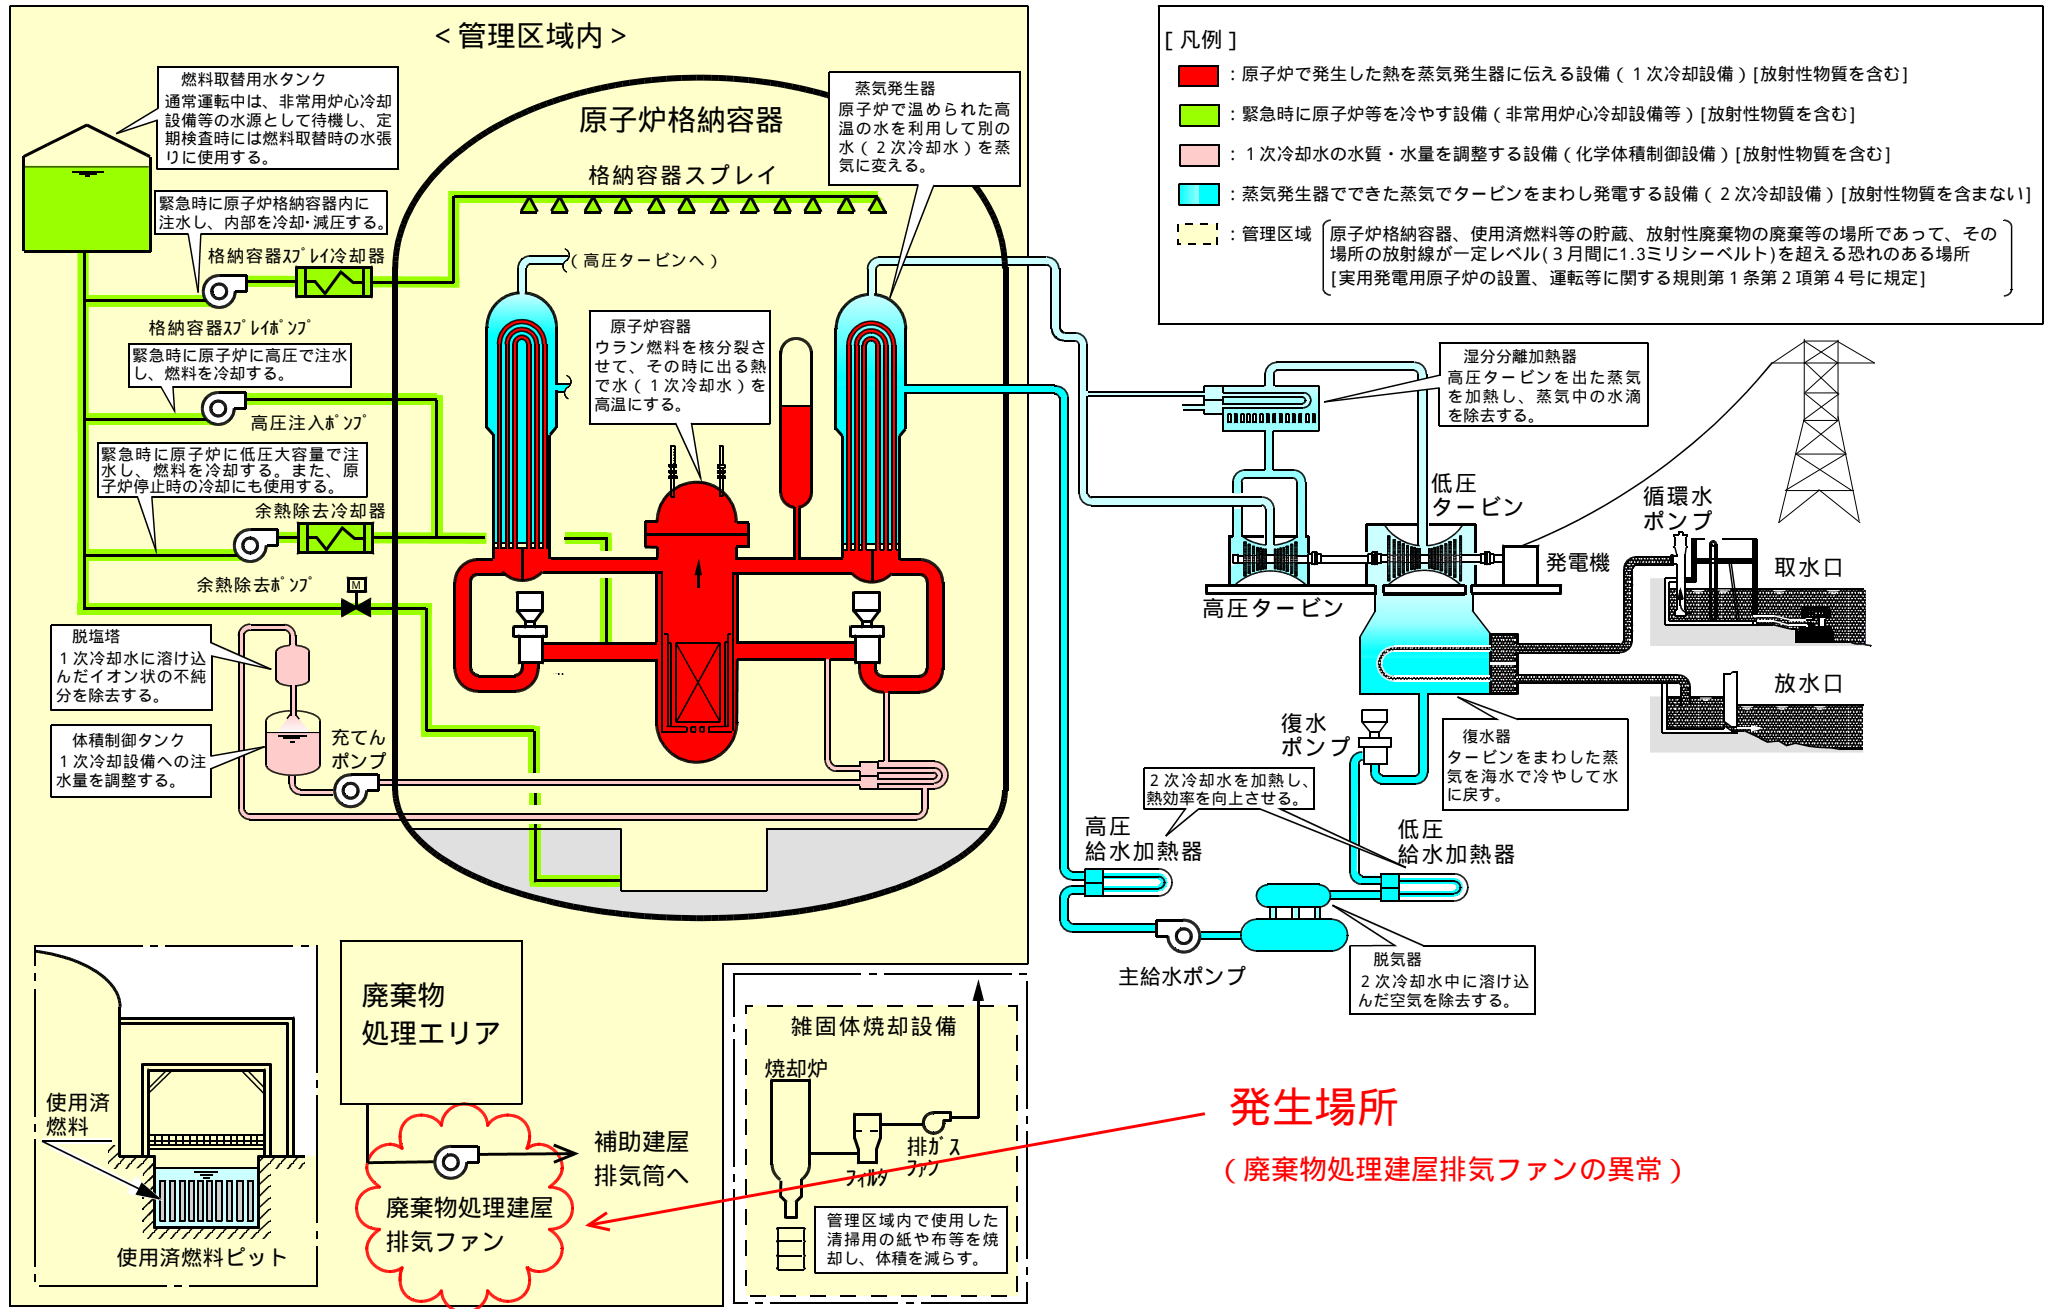 ＜管理区域内＞
燃料取替用水タンク
通常運転中は、非常用炉心冷却
設備等の水源として待機し、定
期検査時には燃料取替時の水張
りに使用する。
緊急時に原子炉格納容器内に
注水し、内部を冷却・減圧する。
格納容器ｽﾌﾟﾚｲ冷却器
格納容器ｽﾌﾟﾚｲﾎﾟﾝﾌﾟ
緊急時に原子炉に高圧で注水
し、燃料を冷却する。
高圧注入ﾎﾟﾝﾌﾟ
緊急時に原子炉に低圧大容量で注
水し、燃料を冷却する。また、原
子炉停止時の冷却にも使用する。
余熱除去冷却器
余熱除去ﾎﾟﾝﾌﾟ
M
脱塩塔
１次冷却水に溶け込
んだイオン状の不純
分を除去する。
体積制御タンク
１次冷却設備への注
水量を調整する。
充てん
ポンプ
原子炉格納容器
格納容器スプレイ
（高圧タービンへ）
蒸気発生器
原子炉で温められた高
温の水を利用して別の
水（２次冷却水）を蒸
気に変える。
原子炉容器
ウラン燃料を核分裂さ
せて、その時に出る熱
で水（１次冷却水）を
高温にする。
[ 凡例 ]
：原子炉で発生した熱を蒸気発生器に伝える設備（１次冷却設備）[放射性物質を含む]
：緊急時に原子炉等を冷やす設備（非常用炉心冷却設備等）[放射性物質を含む]
：１次冷却水の水質・水量を調整する設備（化学体積制御設備）[放射性物質を含む]
：蒸気発生器でできた蒸気でタービンをまわし発電する設備（２次冷却設備）[放射性物質を含まない]
：管理区域
原子炉格納容器、使用済燃料等の貯蔵、放射性廃棄物の廃棄等の場所であって、その
場所の放射線が一定レベル(３月間に1.3ミリシーベルト)を超える恐れのある場所
[実用発電用原子炉の設置、運転等に関する規則第１条第２項第４号に規定]
湿分分離加熱器
高圧タービンを出た蒸気
を加熱し、蒸気中の水滴
を除去する。
低圧
タービン
高圧タービン
発電機
循環水
ポンプ
取水口
放水口
復水
ポンプ
復水器
タービンをまわした蒸
気を海水で冷やして水
に戻す。
２次冷却水を加熱し、
熱効率を向上させる。
高圧
給水加熱器
低圧
給水加熱器
主給水ポンプ
脱気器
２次冷却水中に溶け込
んだ空気を除去する。
使用済
燃料
使用済燃料ピット
廃棄物
処理エリア
補助建屋
排気筒へ
廃棄物処理建屋
排気ファン
雑固体焼却設備
焼却炉
フィルタ
排ｶﾞｽ
ﾌｧﾝ
管理区域内で使用した
清掃用の紙や布等を焼
却し、体積を減らす。
発生場所
（廃棄物処理建屋排気ファンの異常）